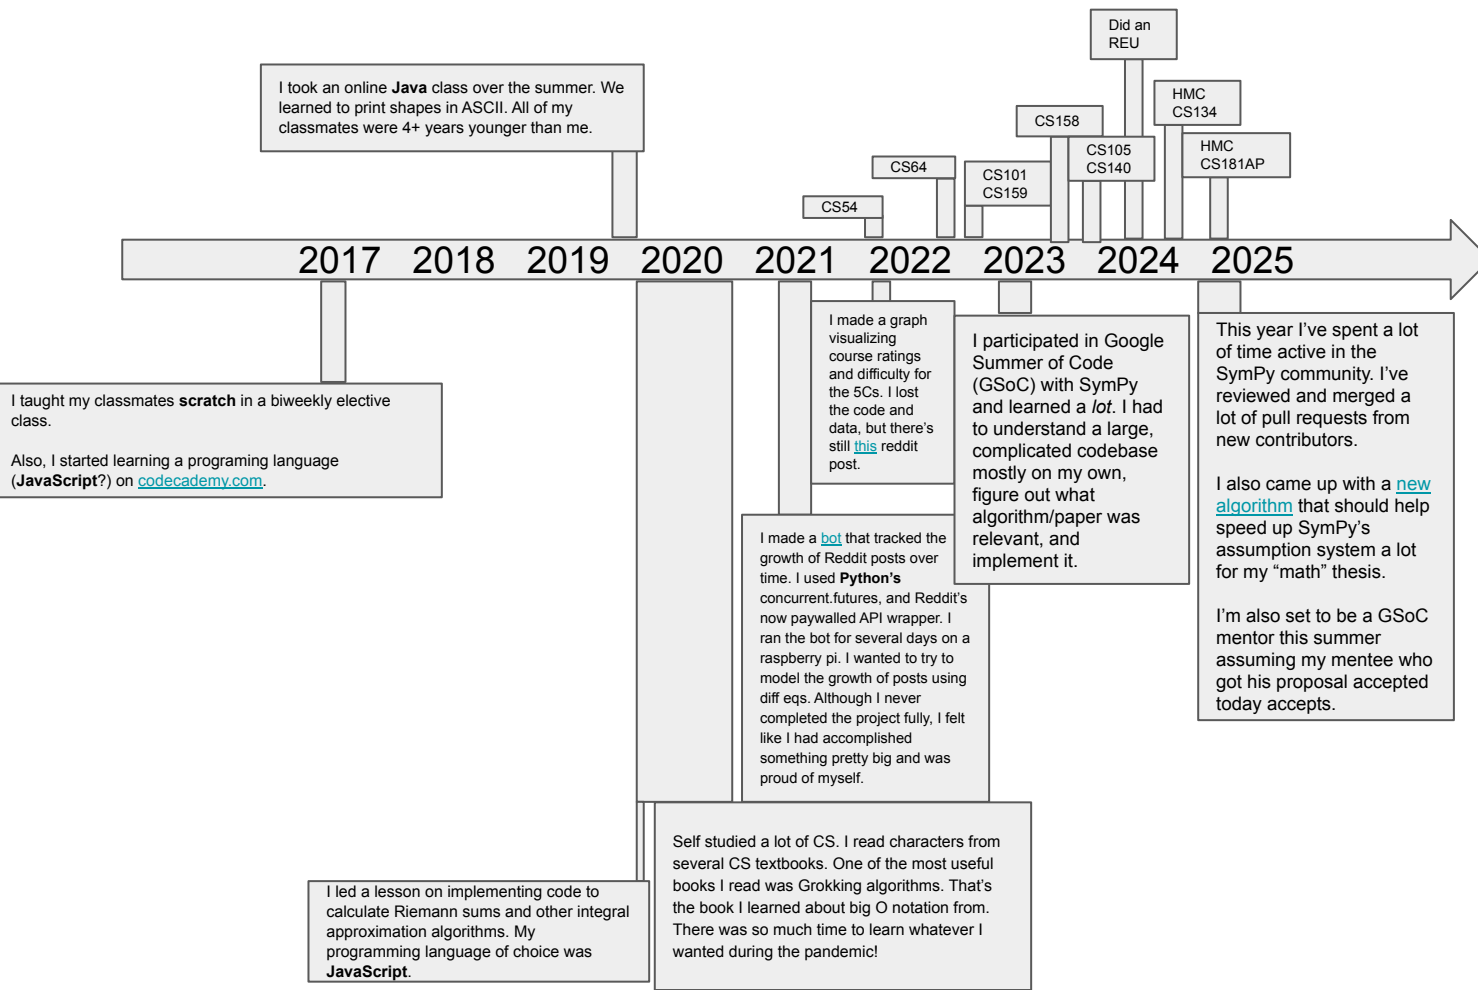 Did an
REU
I took an online Java class over the summer. We
learned to print shapes in ASCII. All of my
classmates were 4+ years younger than me.
HMC
CS134
CS158
CS105
CS140
HMC
CS181AP
CS64
CS101
CS159
CS54
2017 2018 2019 2020 2021 2022 2023 2024 2025
I taught my classmates scratch in a biweekly elective
class.
Also, I started learning a programing language
(JavaScript?) on codecademy.com.
I made a graph
visualizing
course ratings
and difficulty for
the 5Cs. I lost
the code and
data, but there's
still this reddit
post.
I participated in Google
Summer of Code
(GSoC) with SymPy
and learned a lot. I had
to understand a large,
complicated codebase
mostly on my own,
figure out what
algorithm/paper was
relevant, and
implement it.
This year I've spent a lot
of time active in the
SymPy community. I've
reviewed and merged a
lot of pull requests from
new contributors.
I also came up with a new
algorithm that should help
speed up SymPy's
assumption system a lot
for my "math" thesis.
I'm also set to be a GSoC
mentor this summer
assuming my mentee who
got his proposal accepted
today accepts.
I made a bot that tracked the
growth of Reddit posts over
time. I used Python's
concurrent.futures, and Reddit's
now paywalled API wrapper. I
ran the bot for several days on a
raspberry pi. I wanted to try to
model the growth of posts using
diff eqs. Although I never
completed the project fully, I felt
like I had accomplished
something pretty big and was
proud of myself.
Self studied a lot of CS. I read characters from
several CS textbooks. One of the most useful
books I read was Grokking algorithms. That's
the book I learned about big O notation from.
There was so much time to learn whatever I
wanted during the pandemic!
I led a lesson on implementing code to
calculate Riemann sums and other integral
approximation algorithms. My
programming language of choice was
JavaScript.